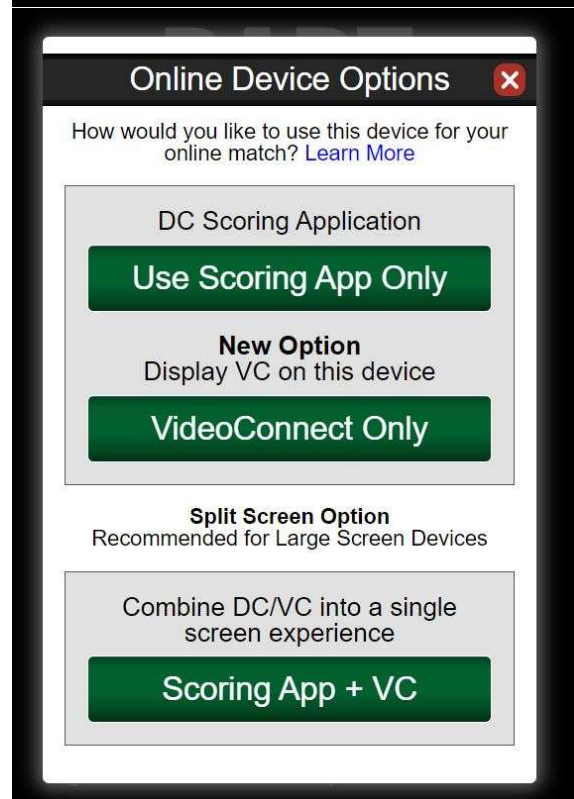 Online Device Options
How would you like to use this device for your
online match? Learn More
DC Scoring Application
Use Scoring App Only
New Option
Display VC on this device
VideoConnect Only
Split Screen Option
Recommended for Large Screen Devices
Combine DC/VC into a single
screen experience
Scoring App + VC